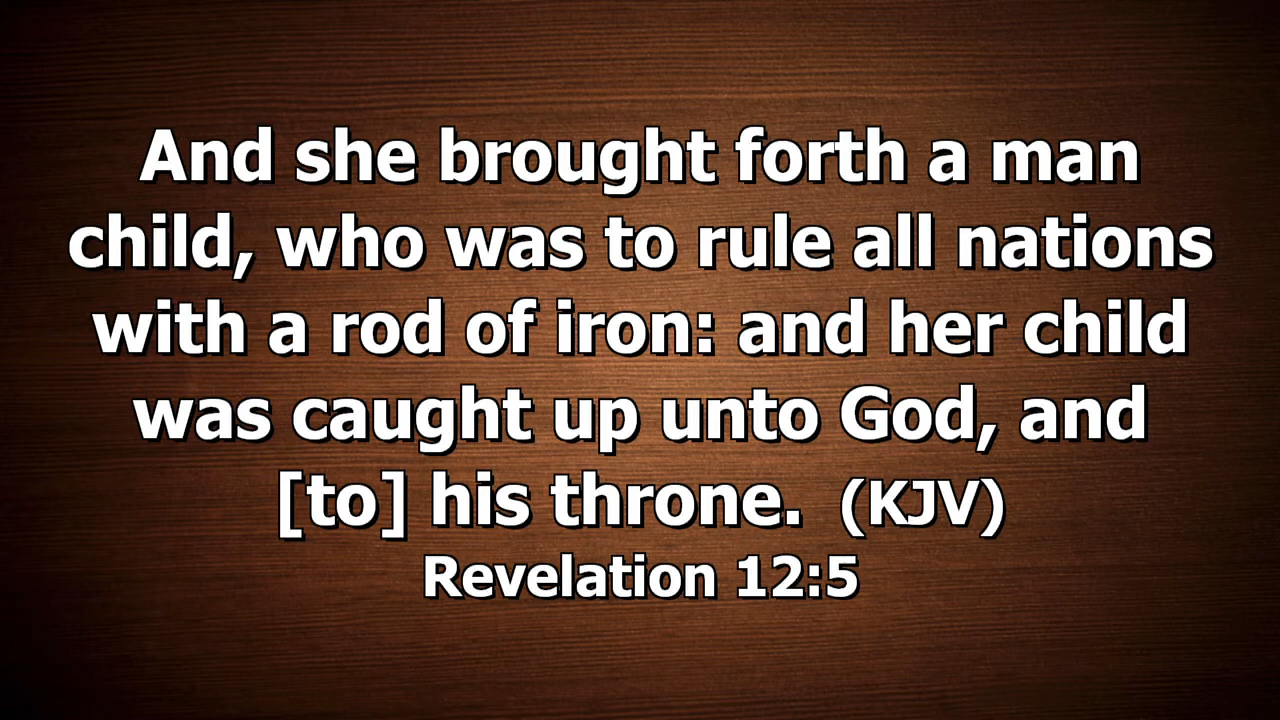 And she brought forth a man
child, who was to rule all nations
with a rod of iron: and her child
was caught up unto God, and
[to] his throne.  (KJV)
Revelation 12:5